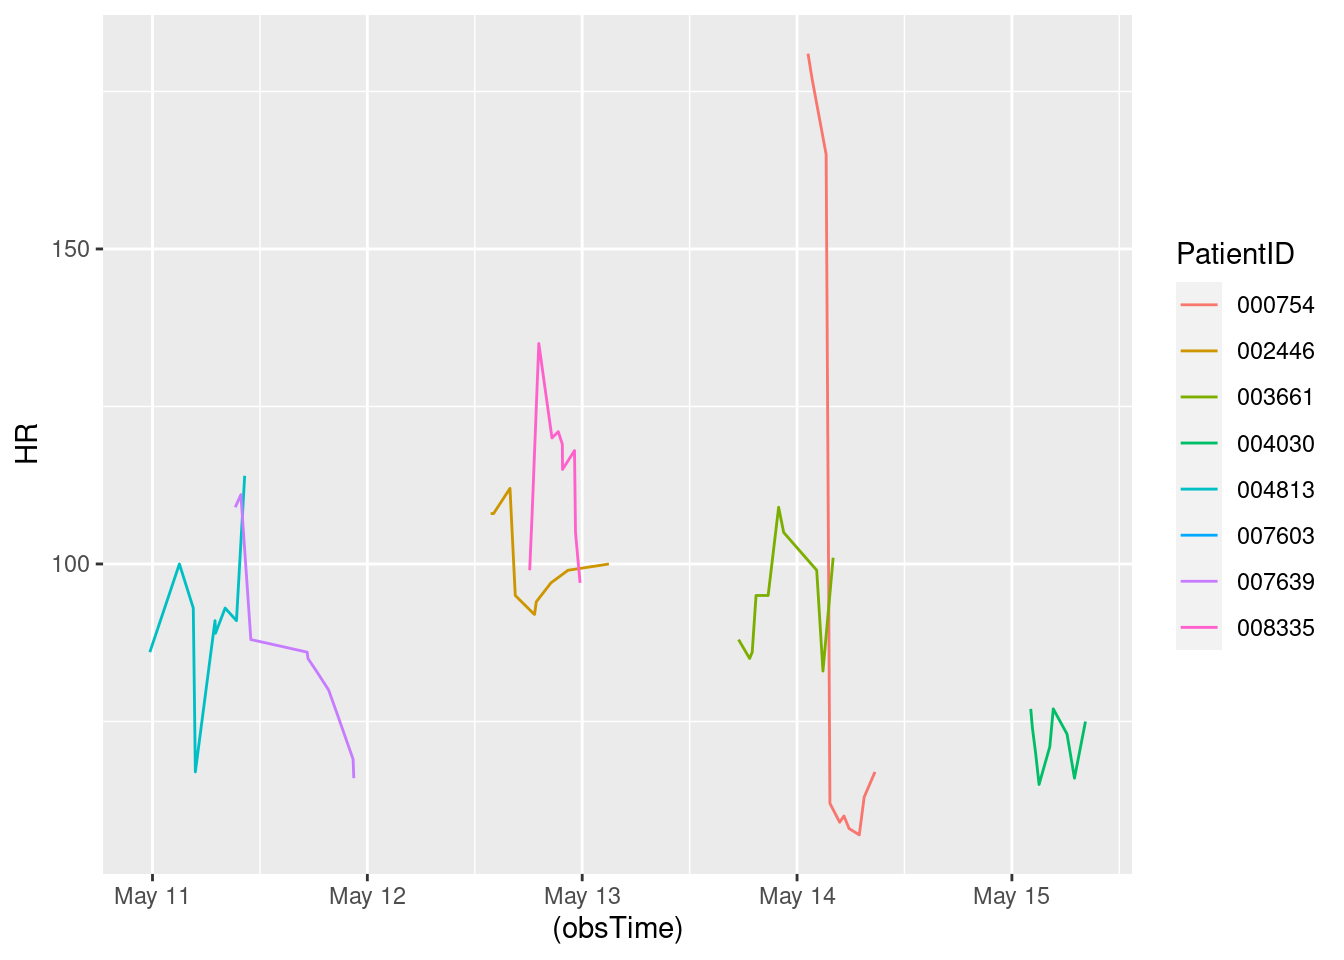 HR
150
100
May 11
May 12
May 13
May 14
May 15
(obsTime)
PatientID
000754
002446
003661
004030
004813
007603
007639
008335